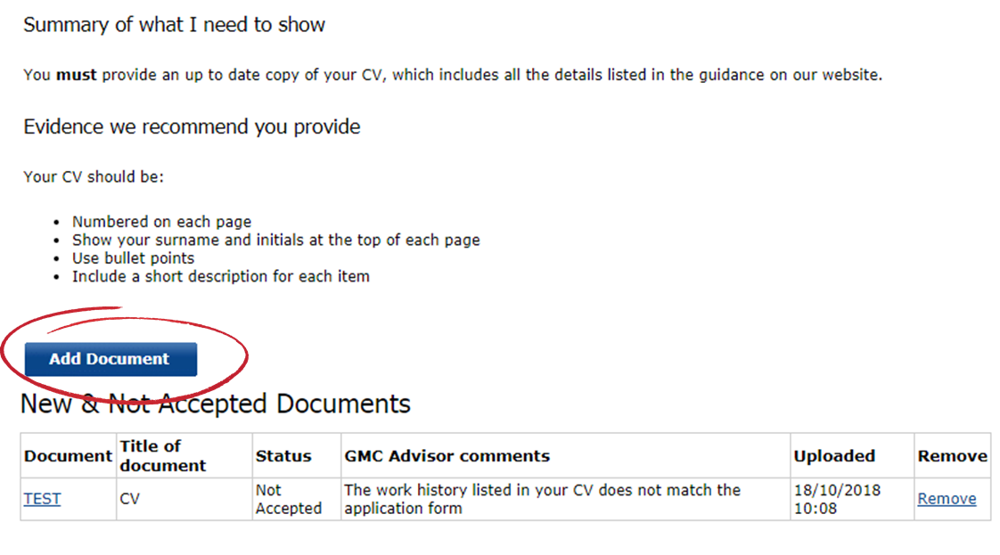 Summary of what I need to show
You must provide an up to date copy of your CV, which includes all the details listed in the guidance on our website.
Evidence we recommend you provide
Your CV should be:
• Numbered on each page
• Show your surname and initials at the top of each page
• Use bullet points
• Include a short description for each item
Add Document
New & Not Accepted Documents
Document Title of document Status GMC Advisor comments Uploaded Remove
TEST CV Not Accepted The work history listed in your CV does not match the application form 18/10/2018 10:08 Remove